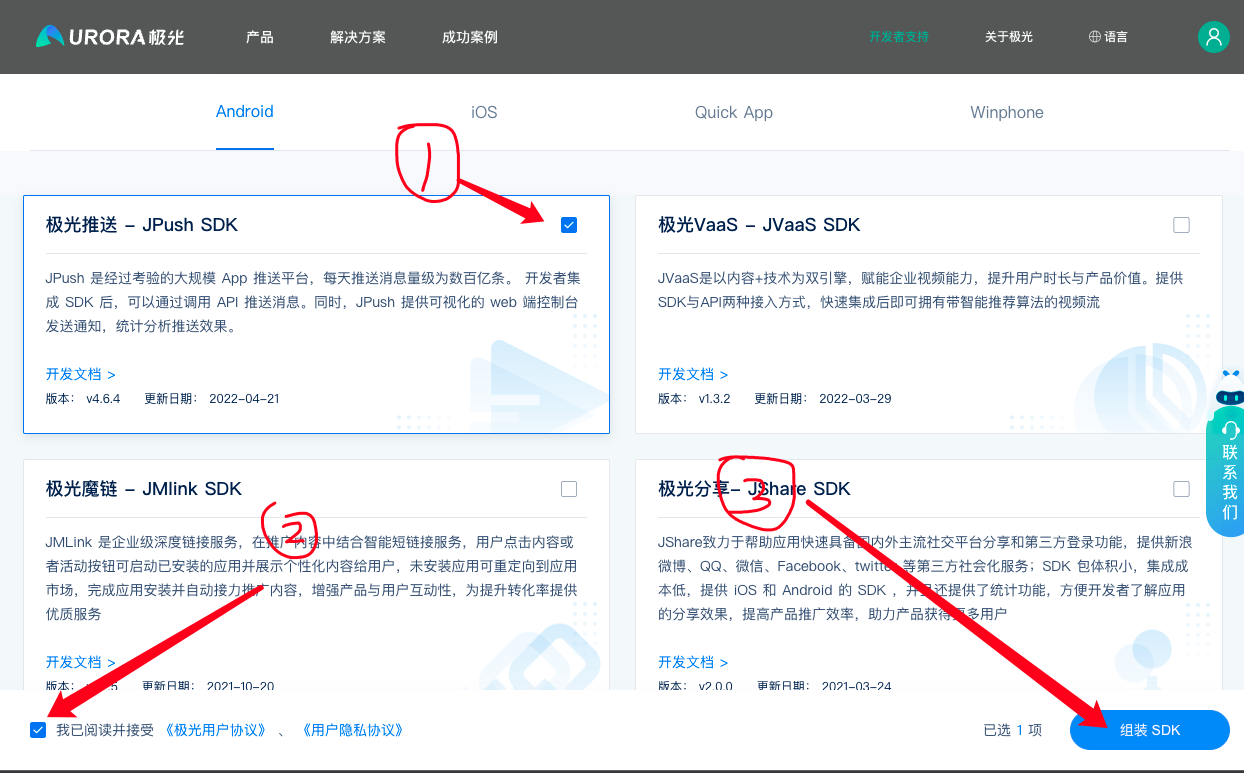 URORA极光 产品 解决方案 成功案例 开发者支持 关于极光 语言
Android iOS Quick App Winphone
1
极光推送 – JPush SDK
JPush 是经过考验的大规模 App 推送平台，每天推送消息量级为数百亿条。 开发者集
成 SDK 后，可以通过调用 API 推送消息。同时，JPush 提供可视化的 web 端控制台
发送通知，统计分析推送效果。
开发文档 >
版本： v4.6.4 更新日期： 2022-04-21
极光VaaS – JVaaS SDK
JVaaS是以内容+技术为双引擎，赋能企业视频能力，提升用户时长与产品价值。提供
SDK与API两种接入方式，快速集成后即可拥有带智能推荐算法的视频流
开发文档 >
版本： v1.3.2 更新日期： 2022-03-29
联系我们
极光魔链 – JMlink SDK
2
JMLink 是企业级深度链接服务，在推广内容中结合智能短链接服务，用户点击内容或
者活动按钮可启动已安装的应用并展示个性化内容给用户，未安装应用可重定向到应用
市场，完成应用安装并自动接力推广内容，增强产品与用户互动性，为提升转化率提供
优质服务
开发文档 >
版本： 更新日期： 2021-10-20
极光分享– JShare SDK
3
JShare致力于帮助应用快速具备国内外主流社交平台分享和第三方登录功能，提供新浪
微博、QQ、微信、Facebook、twitter 等第三方社会化服务；SDK 包体积小，集成成
本低，提供 iOS 和 Android 的 SDK ，并且还提供了统计功能，方便开发者了解应用
的分享效果，提高产品推广效率，助力产品获得更多用户
开发文档 >
版本： v2.0.0 更新日期： 2021-03-24
我已阅读并接受 《极光用户协议》 、 《用户隐私协议》
已选 1 项
组装 SDK